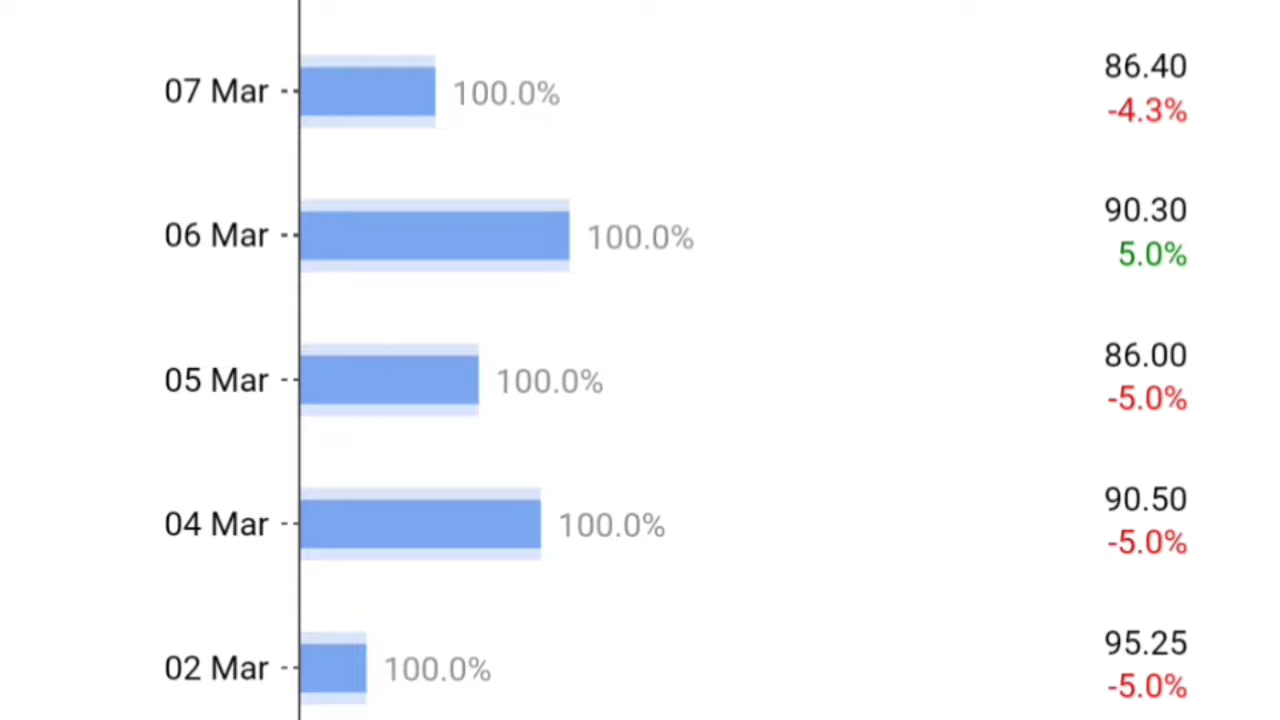 07 Mar 100.0% 86.40
-4.3%
06 Mar 100.0% 90.30
5.0%
05 Mar 100.0% 86.00
-5.0%
04 Mar 100.0% 90.50
-5.0%
02 Mar 100.0% 95.25
-5.0%